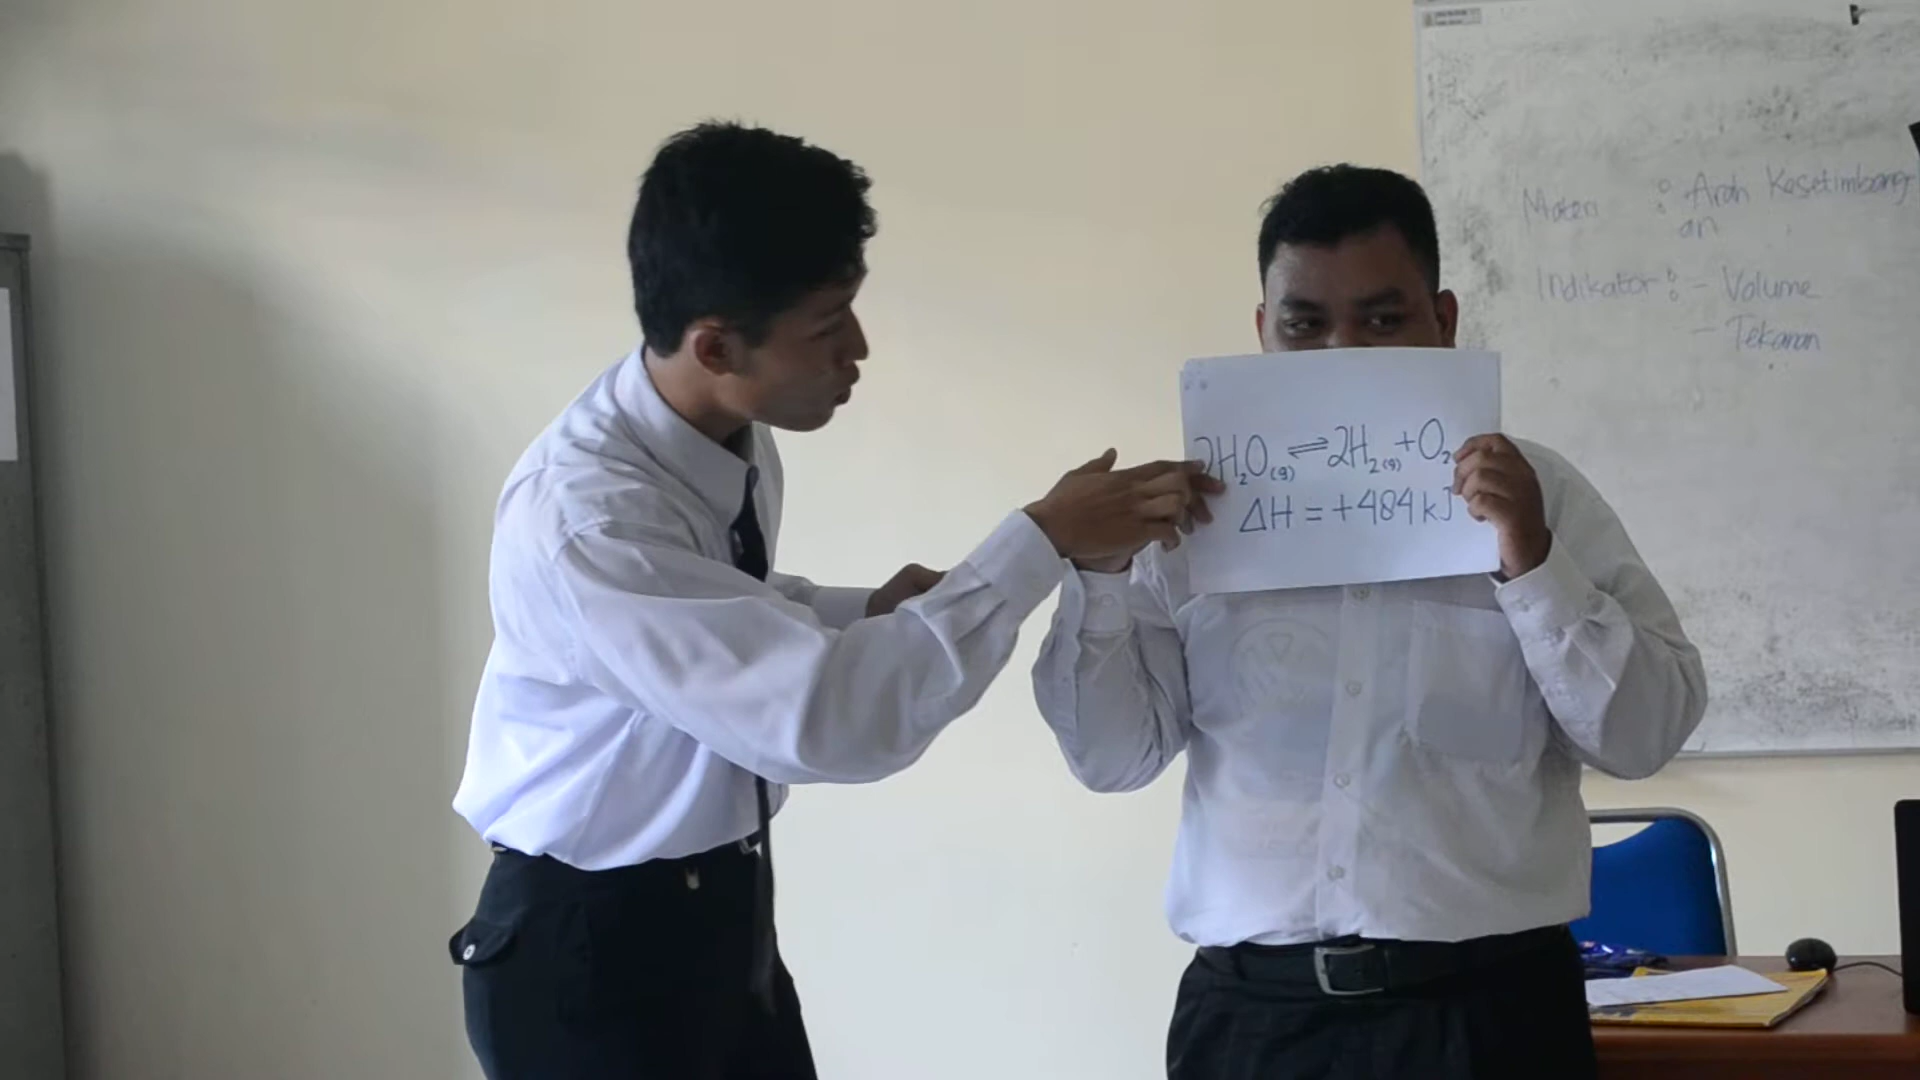 2H₂O(g) ⇌ 2H₂(g) + O₂
ΔH = +484 kJ
Materi : Arah Kesetimbang
an
Indikator : - Volume
- Tekanan